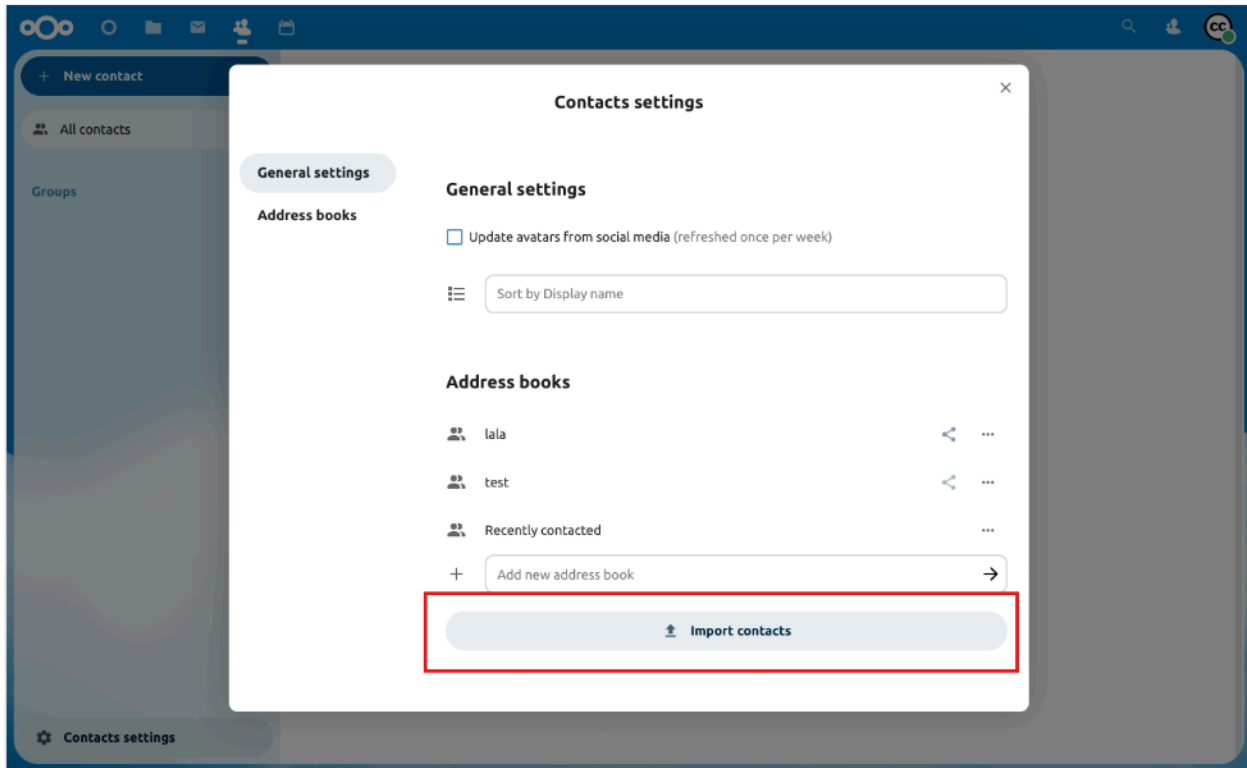 CC
New contact
All contacts
Groups
Contacts settings
Contacts settings
General settings
Address books
General settings
Update avatars from social media (refreshed once per week)
Sort by Display name
Address books
lala
test
Recently contacted
Add new address book
Import contacts